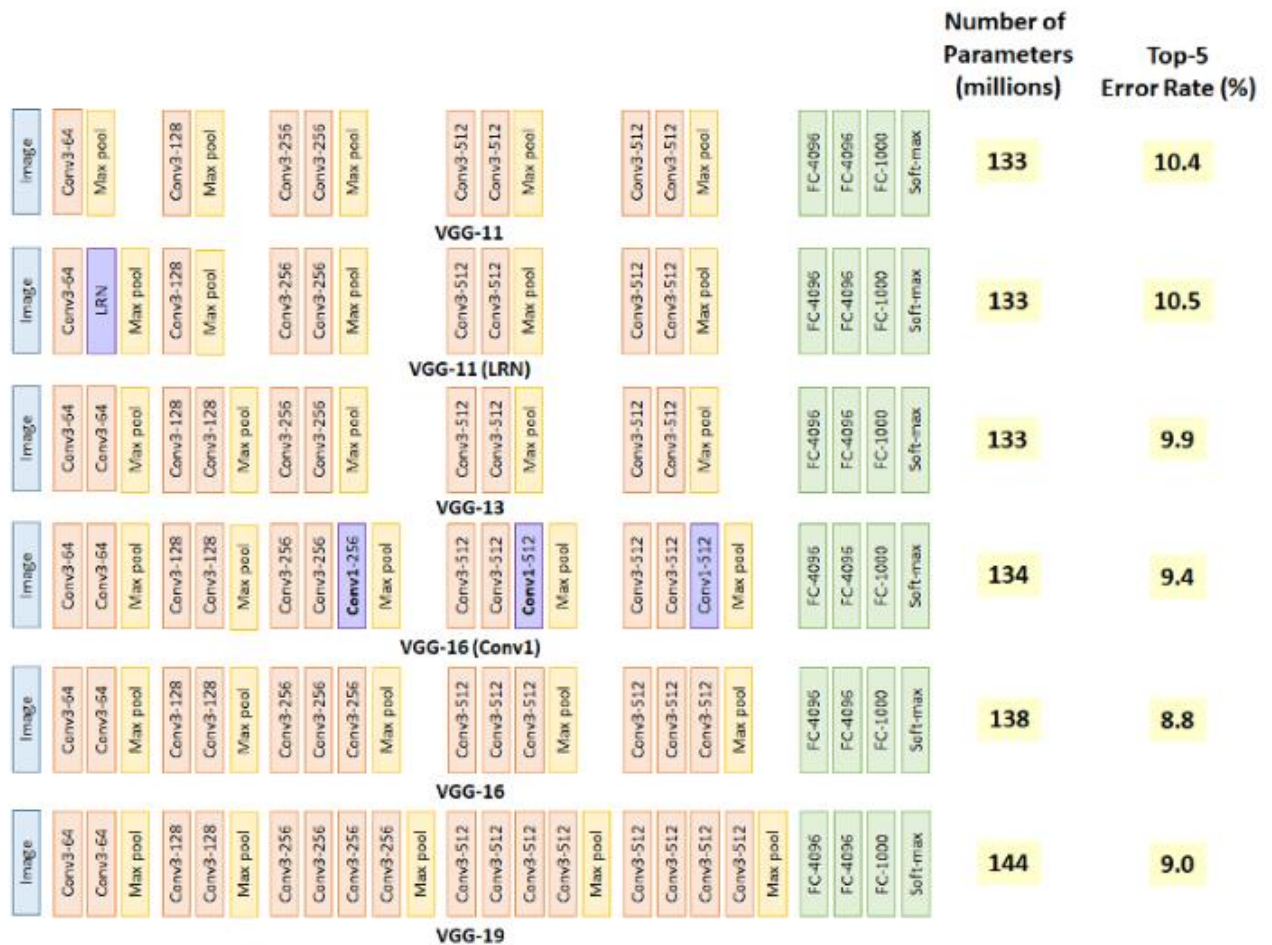 Number of
Parameters
(millions)
Top-5
Error Rate (%)
Image Conv3-64 Max pool Conv3-128 Max pool Conv3-256 Conv3-256 Max pool Conv3-512 Conv3-512 Max pool Conv3-512 Conv3-512 Max pool FC-4096 FC-4096 FC-1000 Soft-max 133 10.4
VGG-11
Image Conv3-64 LRN Max pool Conv3-128 Max pool Conv3-256 Conv3-256 Max pool Conv3-512 Conv3-512 Max pool Conv3-512 Conv3-512 Max pool FC-4096 FC-4096 FC-1000 Soft-max 133 10.5
VGG-11 (LRN)
Image Conv3-64 Conv3-64 Max pool Conv3-128 Conv3-128 Max pool Conv3-256 Conv3-256 Max pool Conv3-512 Conv3-512 Max pool Conv3-512 Conv3-512 Max pool FC-4096 FC-4096 FC-1000 Soft-max 133 9.9
VGG-13
Image Conv3-64 Conv3-64 Max pool Conv3-128 Conv3-128 Max pool Conv3-256 Conv3-256 Conv1-256 Max pool Conv3-512 Conv3-512 Conv1-512 Max pool Conv3-512 Conv3-512 Conv1-512 Max pool FC-4096 FC-4096 FC-1000 Soft-max 134 9.4
VGG-16 (Conv1)
Image Conv3-64 Conv3-64 Max pool Conv3-128 Conv3-128 Max pool Conv3-256 Conv3-256 Conv3-256 Max pool Conv3-512 Conv3-512 Conv3-512 Max pool Conv3-512 Conv3-512 Conv3-512 Max pool FC-4096 FC-4096 FC-1000 Soft-max 138 8.8
VGG-16
Image Conv3-64 Conv3-64 Max pool Conv3-128 Conv3-128 Max pool Conv3-256 Conv3-256 Conv3-256 Conv3-256 Max pool Conv3-512 Conv3-512 Conv3-512 Conv3-512 Max pool Conv3-512 Conv3-512 Conv3-512 Conv3-512 Max pool FC-4096 FC-4096 FC-1000 Soft-max 144 9.0
VGG-19